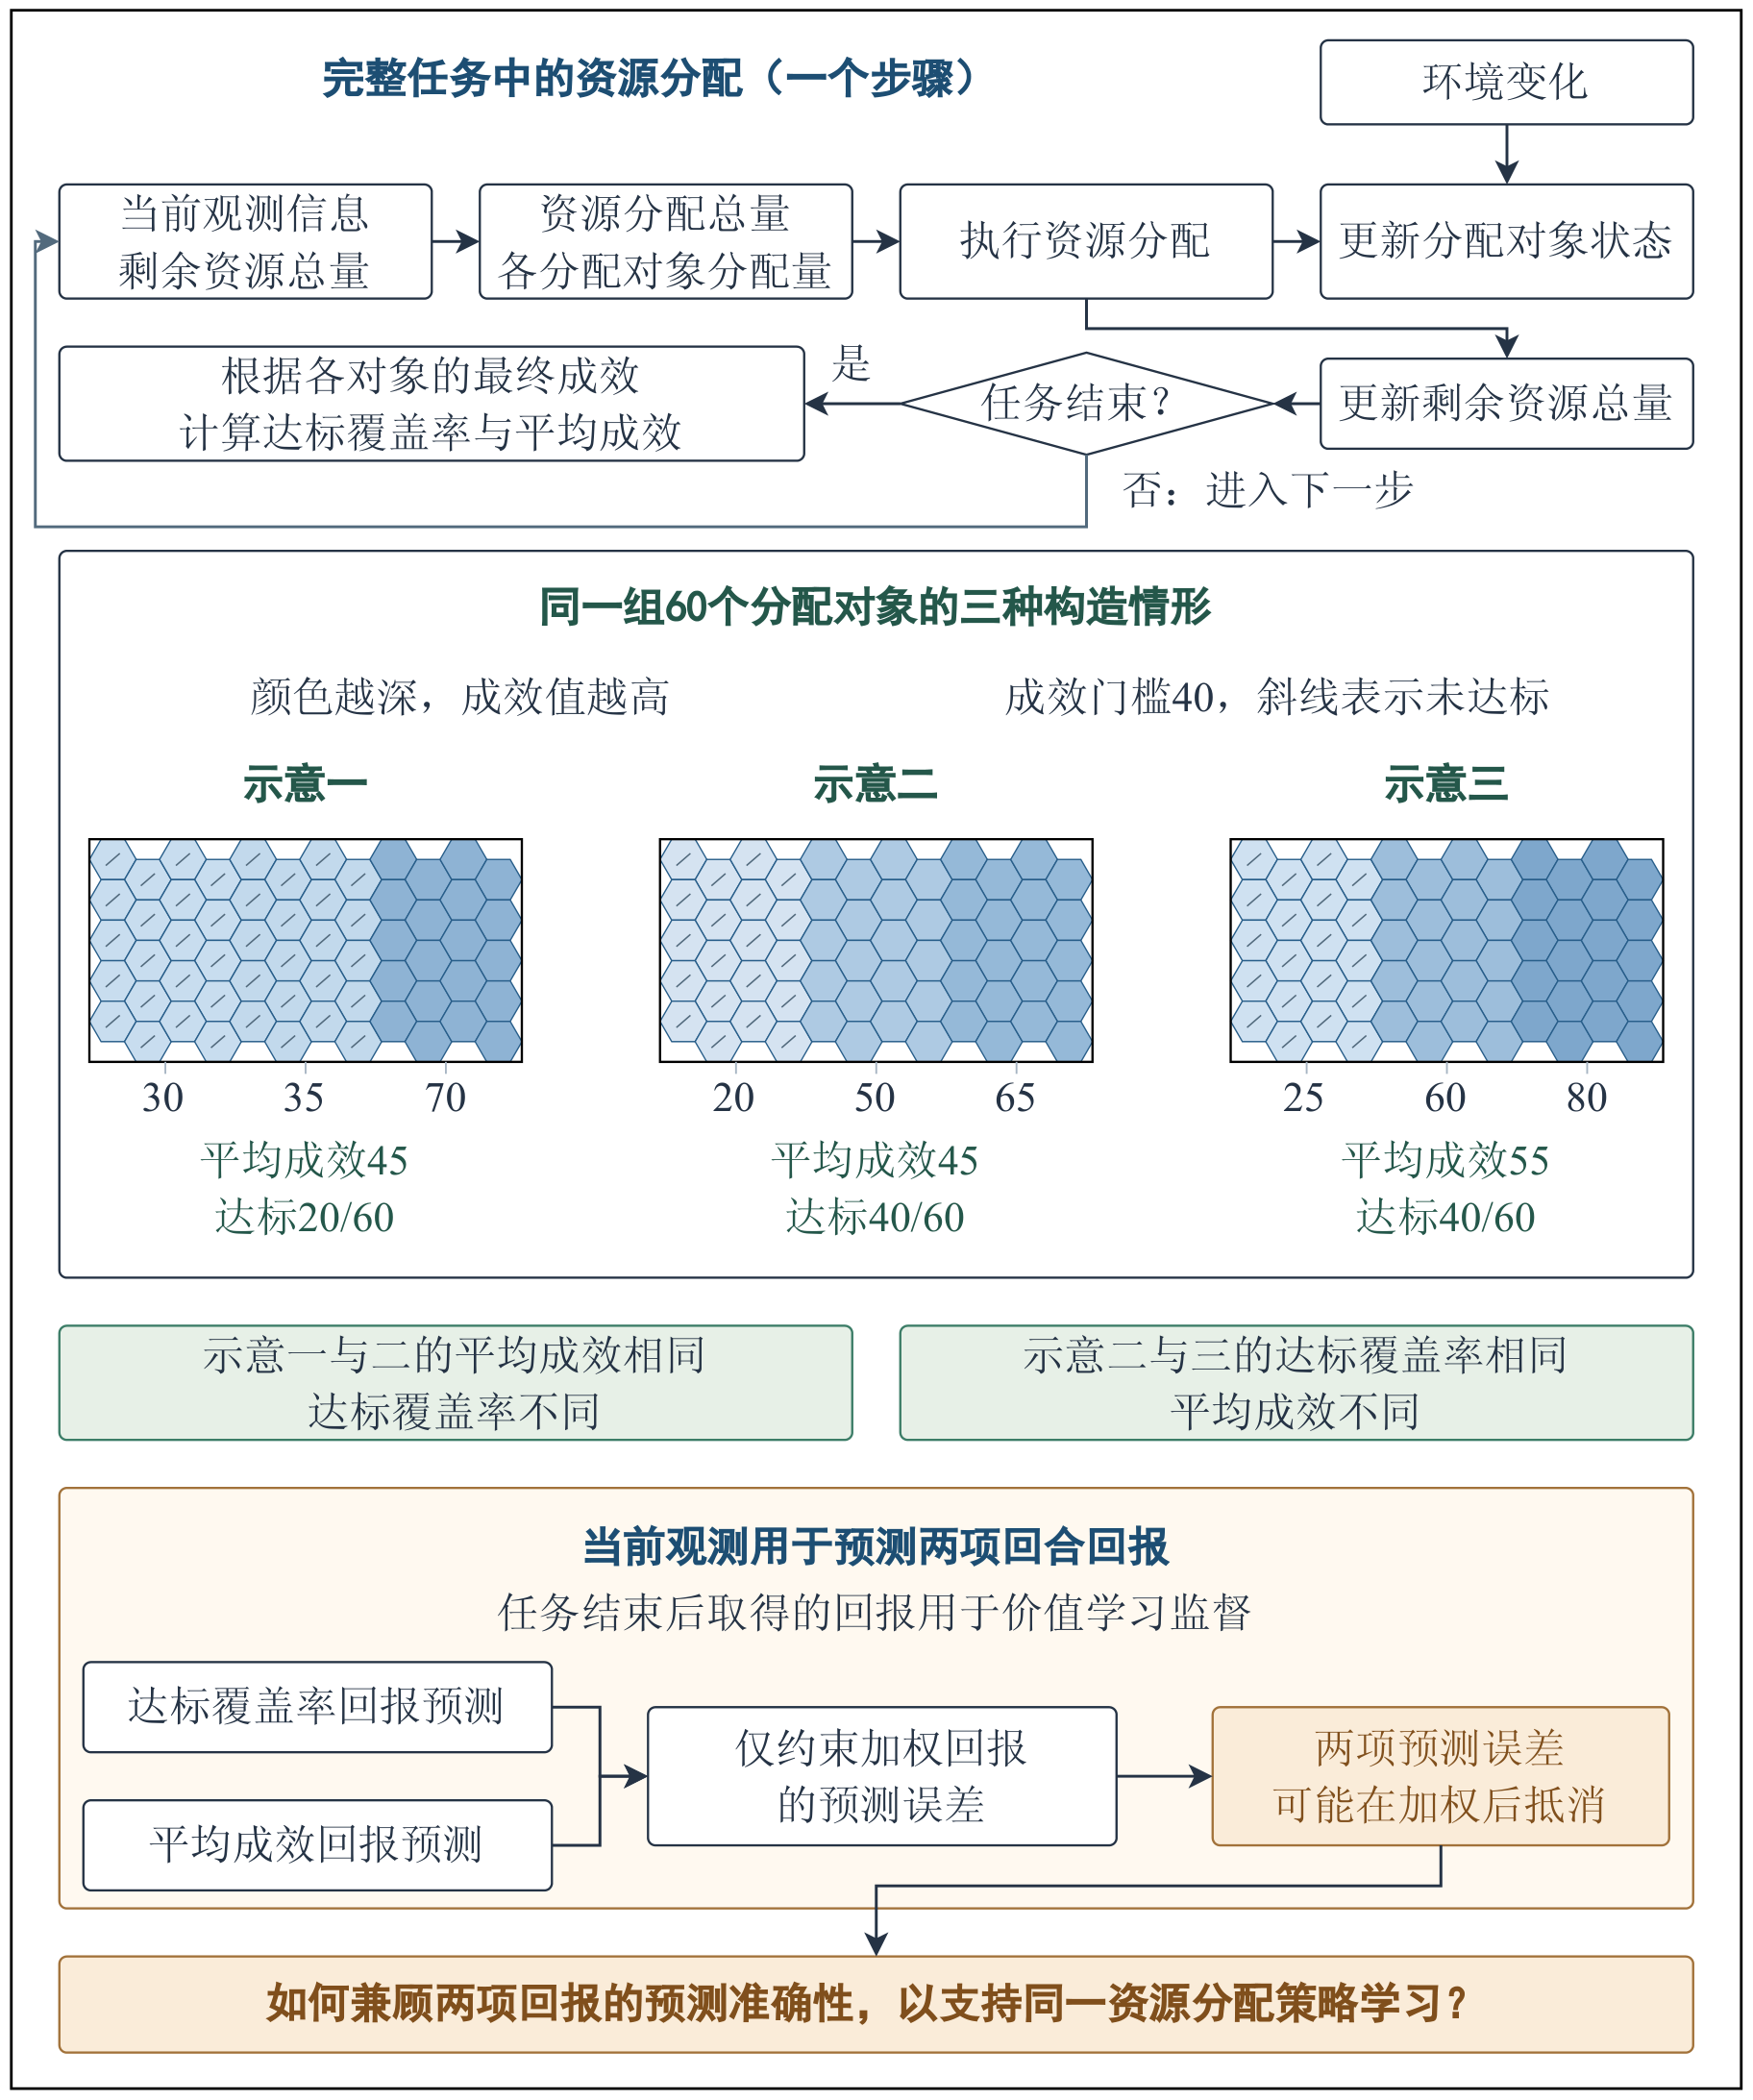 完整任务中的资源分配（一个步骤）
环境变化
当前观测信息
剩余资源总量
资源分配总量
各分配对象分配量
执行资源分配
更新分配对象状态
根据各对象的最终成效
计算达标覆盖率与平均成效
是
任务结束？
更新剩余资源总量
否：进入下一步
同一组60个分配对象的三种构造情形
颜色越深，成效值越高
成效门槛40，斜线表示未达标
示意一
示意二
示意三
30 35 70
20 50 65
25 60 80
平均成效45
达标20/60
平均成效45
达标40/60
平均成效55
达标40/60
示意一与二的平均成效相同
达标覆盖率不同
示意二与三的达标覆盖率相同
平均成效不同
当前观测用于预测两项回合回报
任务结束后取得的回报用于价值学习监督
达标覆盖率回报预测
平均成效回报预测
仅约束加权回报
的预测误差
两项预测误差
可能在加权后抵消
如何兼顾两项回报的预测准确性，以支持同一资源分配策略学习？